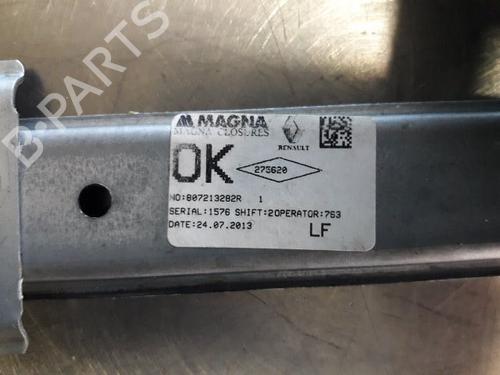 MAGNA
MAGNA CLOSURES
RENAULT
OK
275620
NO:807213282R 1
SERIAL:1576 SHIFT:2OPERATOR:763
DATE:24.07.2013
LF
B-PARTS